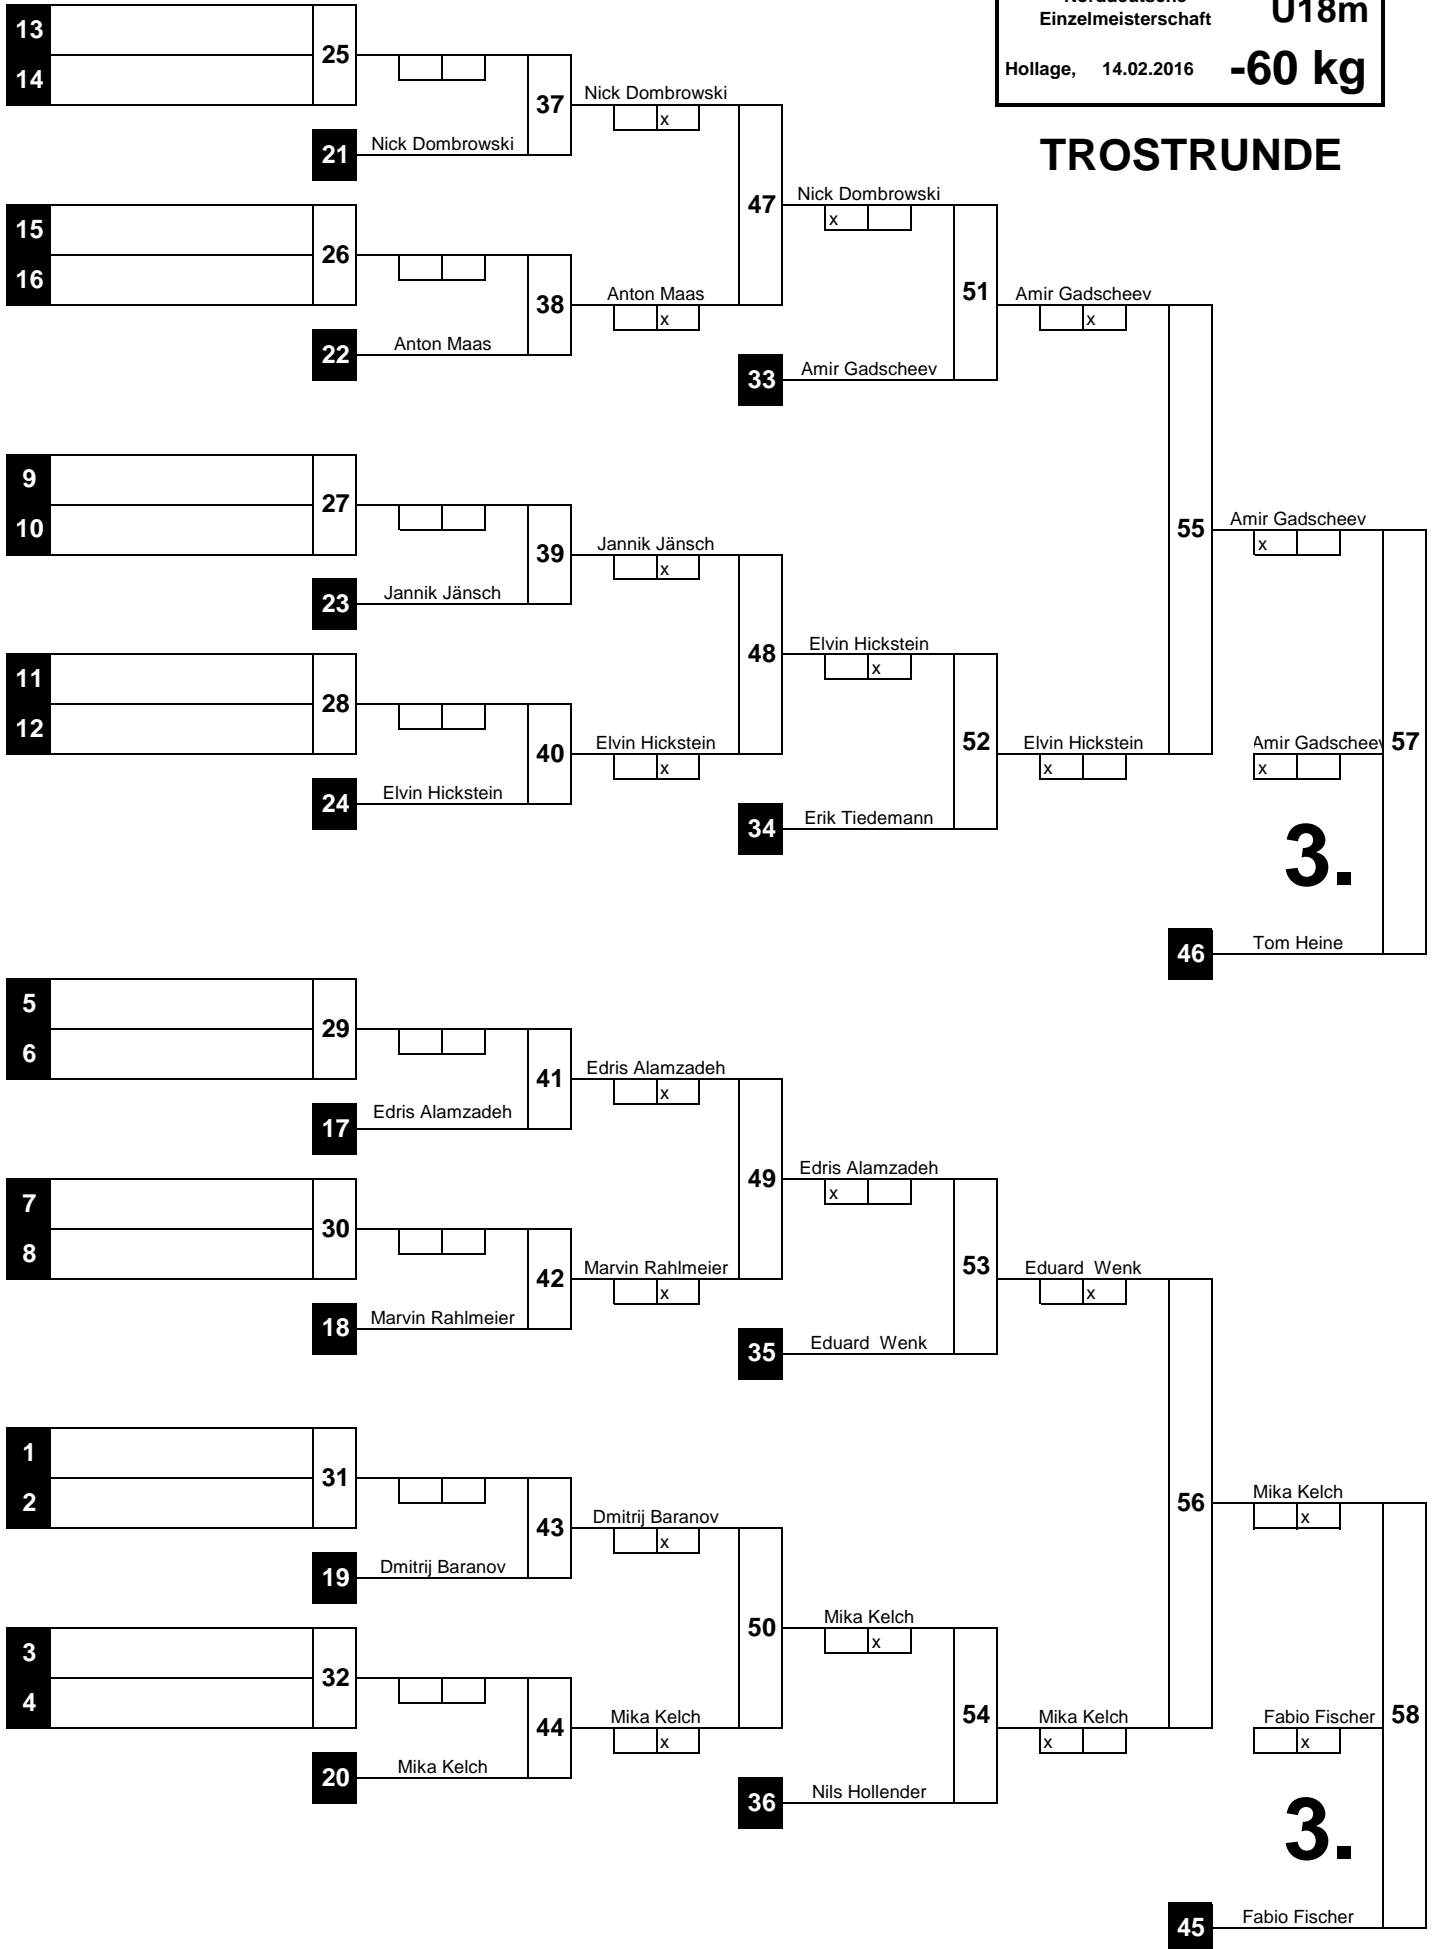 Norddeutsche
Einzelmeisterschaft
U18m
Hollage, 14.02.2016 -60 kg
TROSTRUNDE
13
14
25
21 Nick Dombrowski
37
Nick Dombrowski
x
15
16
26
22 Anton Maas
38
Anton Maas
x
47
Nick Dombrowski
x
33 Amir Gadscheev
51
Amir Gadscheev
x
9
10
27
23 Jannik Jänsch
39
Jannik Jänsch
x
11
12
28
24 Elvin Hickstein
40
Elvin Hickstein
x
48
Elvin Hickstein
x
34 Erik Tiedemann
52
Elvin Hickstein
x
55
Amir Gadscheev
x
Amir Gadscheev
x
57
3.
46 Tom Heine
5
6
29
17 Edris Alamzadeh
41
Edris Alamzadeh
x
7
8
30
18 Marvin Rahlmeier
42
Marvin Rahlmeier
x
49
Edris Alamzadeh
x
35 Eduard Wenk
53
Eduard Wenk
x
1
2
31
19 Dmitrij Baranov
43
Dmitrij Baranov
x
3
4
32
20 Mika Kelch
44
Mika Kelch
x
50
Mika Kelch
x
36 Nils Hollender
54
Mika Kelch
x
56
Mika Kelch
x
Fabio Fischer
x
58
3.
45 Fabio Fischer